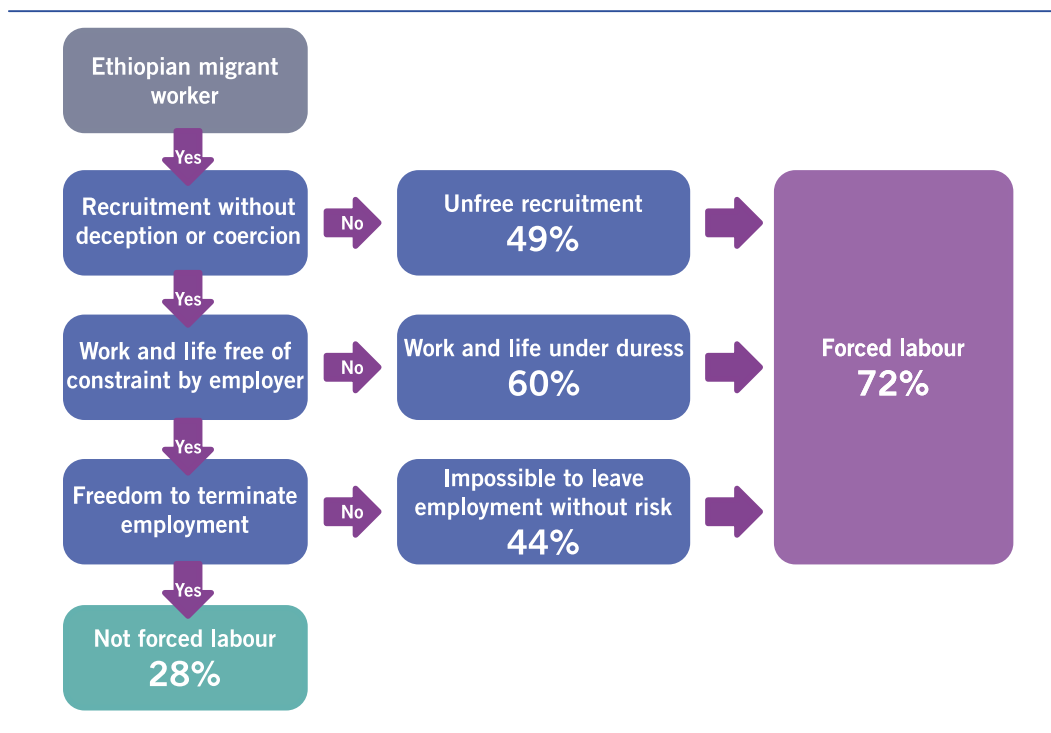 Ethiopian migrant
worker
Yes
Recruitment without
deception or coercion
No
Unfree recruitment
49%
Yes
Work and life free of
constraint by employer
No
Work and life under duress
60%
Forced labour
72%
Yes
Freedom to terminate
employment
No
Impossible to leave
employment without risk
44%
Yes
Not forced labour
28%